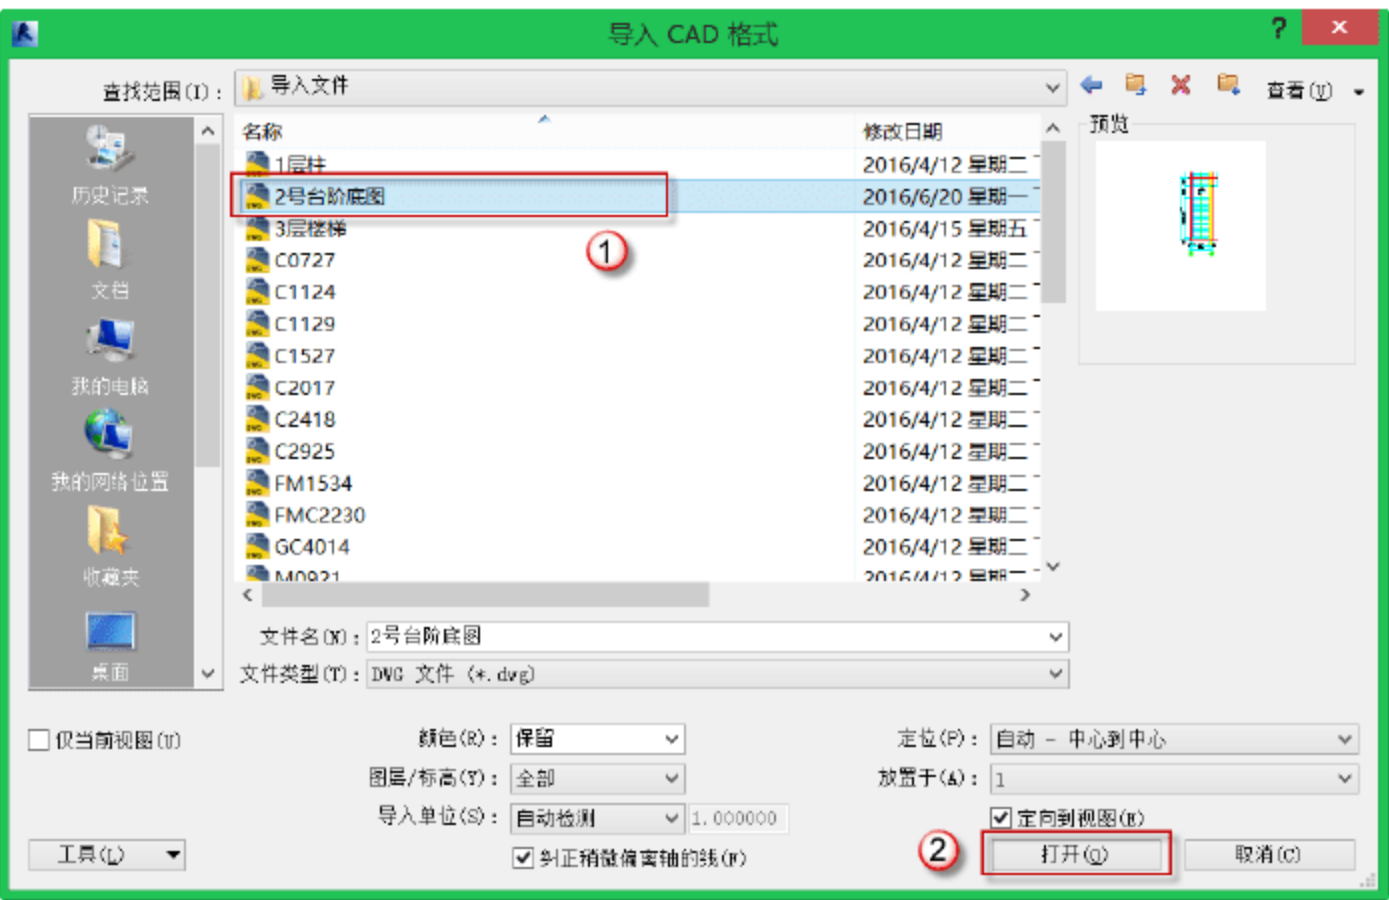 导入 CAD 格式
?
查找范围(I):
导入文件
查看(V)
历史记录
文档
我的电脑
我的网络位置
收藏夹
桌面
名称 修改日期
1层柱 2016/4/12 星期二
2号台阶底图 2016/6/20 星期一
3层楼梯 2016/4/15 星期五
C0727 2016/4/12 星期二
C1124 2016/4/12 星期二
C1129 2016/4/12 星期二
C1527 2016/4/12 星期二
C2017 2016/4/12 星期二
C2418 2016/4/12 星期二
C2925 2016/4/12 星期二
FM1534 2016/4/12 星期二
FMC2230 2016/4/12 星期二
GC4014 2016/4/12 星期二
M0921 2016/4/12 星期二
1
预览
文件名(N): 2号台阶底图
文件类型(T): DWG 文件 (*.dwg)
仅当前视图(U)
颜色(R): 保留
图层/标高(Y): 全部
导入单位(S): 自动检测 1.000000
纠正稍微偏离轴的线(F)
定位(P): 自动 - 中心到中心
放置于(A): 1
定向到视图(H)
工具(L)
2
打开(O)
取消(C)